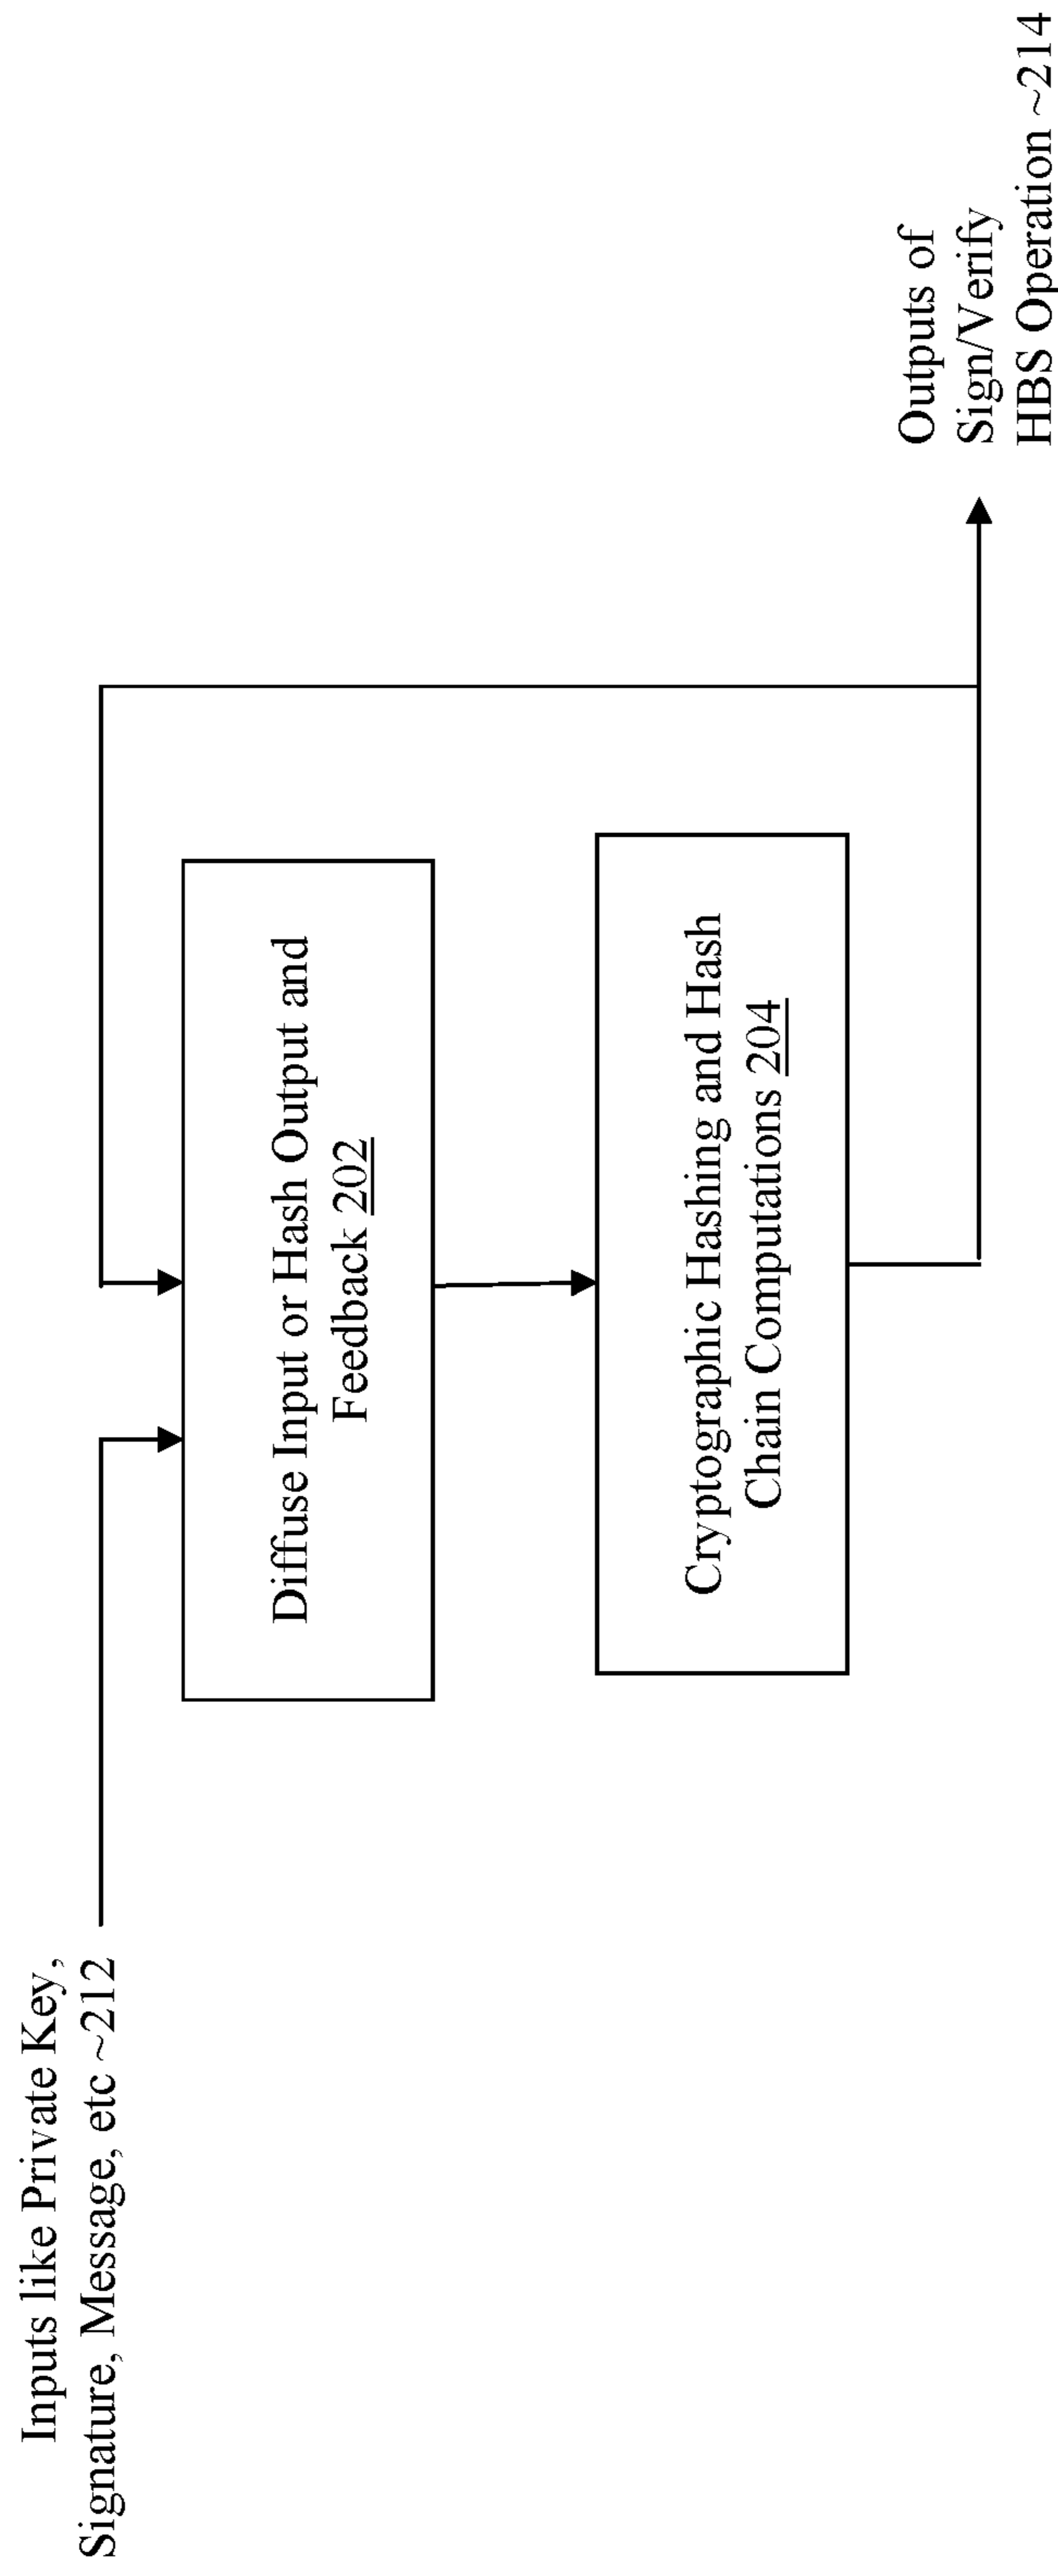 Inputs like Private Key,
Signature, Message, etc ~212
Diffuse Input or Hash Output and
Feedback 202
Cryptographic Hashing and Hash
Chain Computations 204
Outputs of
Sign/Verify
HBS Operation ~214